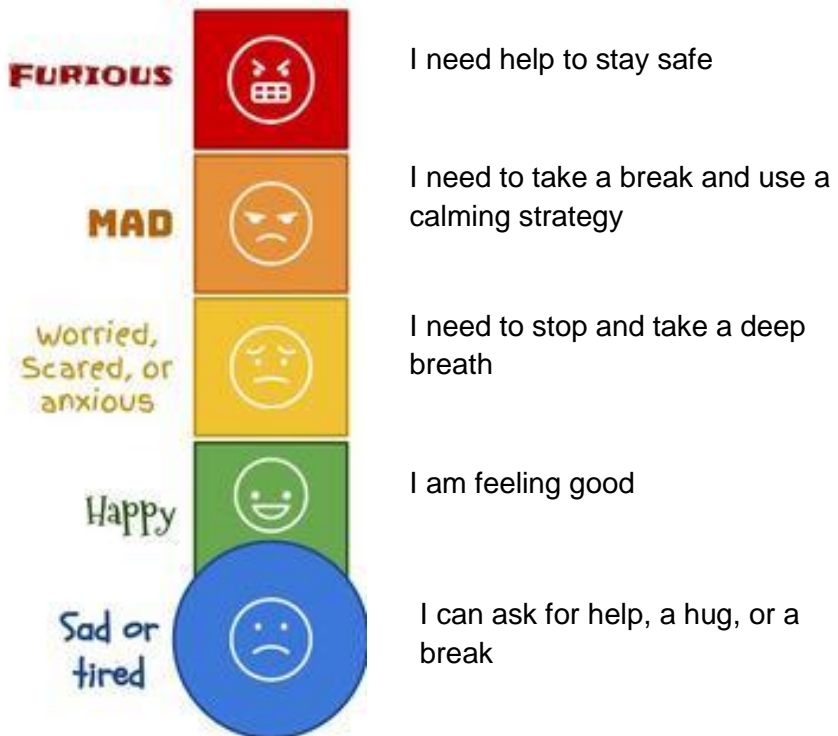 FURIOUS
I need help to stay safe
MAD
I need to take a break and use a
calming strategy
Worried,
Scared, or
anxious
I need to stop and take a deep
breath
Happy
I am feeling good
Sad or
tired
I can ask for help, a hug, or a
break